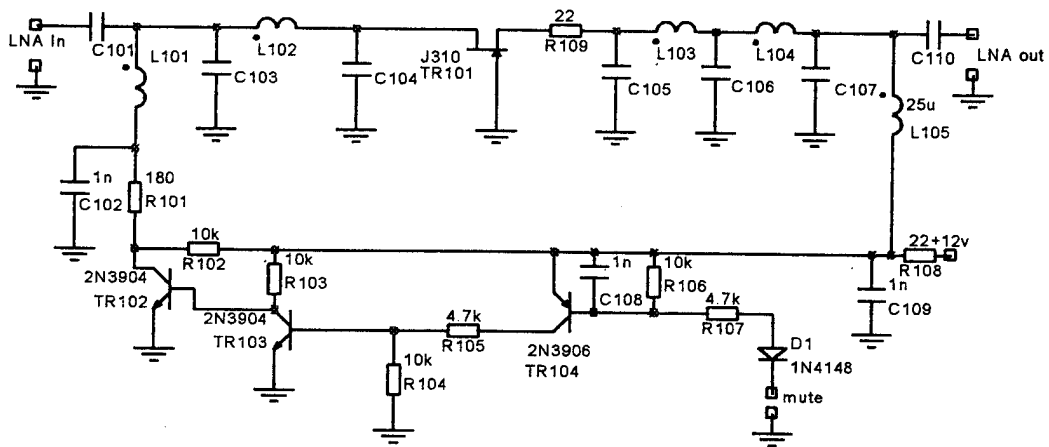 LNA In
C101
L101
L102
C103
C104
J310
TR101
22
R109
L103
L104
C105
C106
C107
C110
LNA out
25u
L105
1n
C102
180
R101
10k
R102
10k
R103
2N3904
TR102
2N3904
TR103
10k
R104
4.7k
R105
2N3906
TR104
1n
C108
10k
R106
4.7k
R107
D1
1N4148
mute
22
+12v
R108
1n
C109